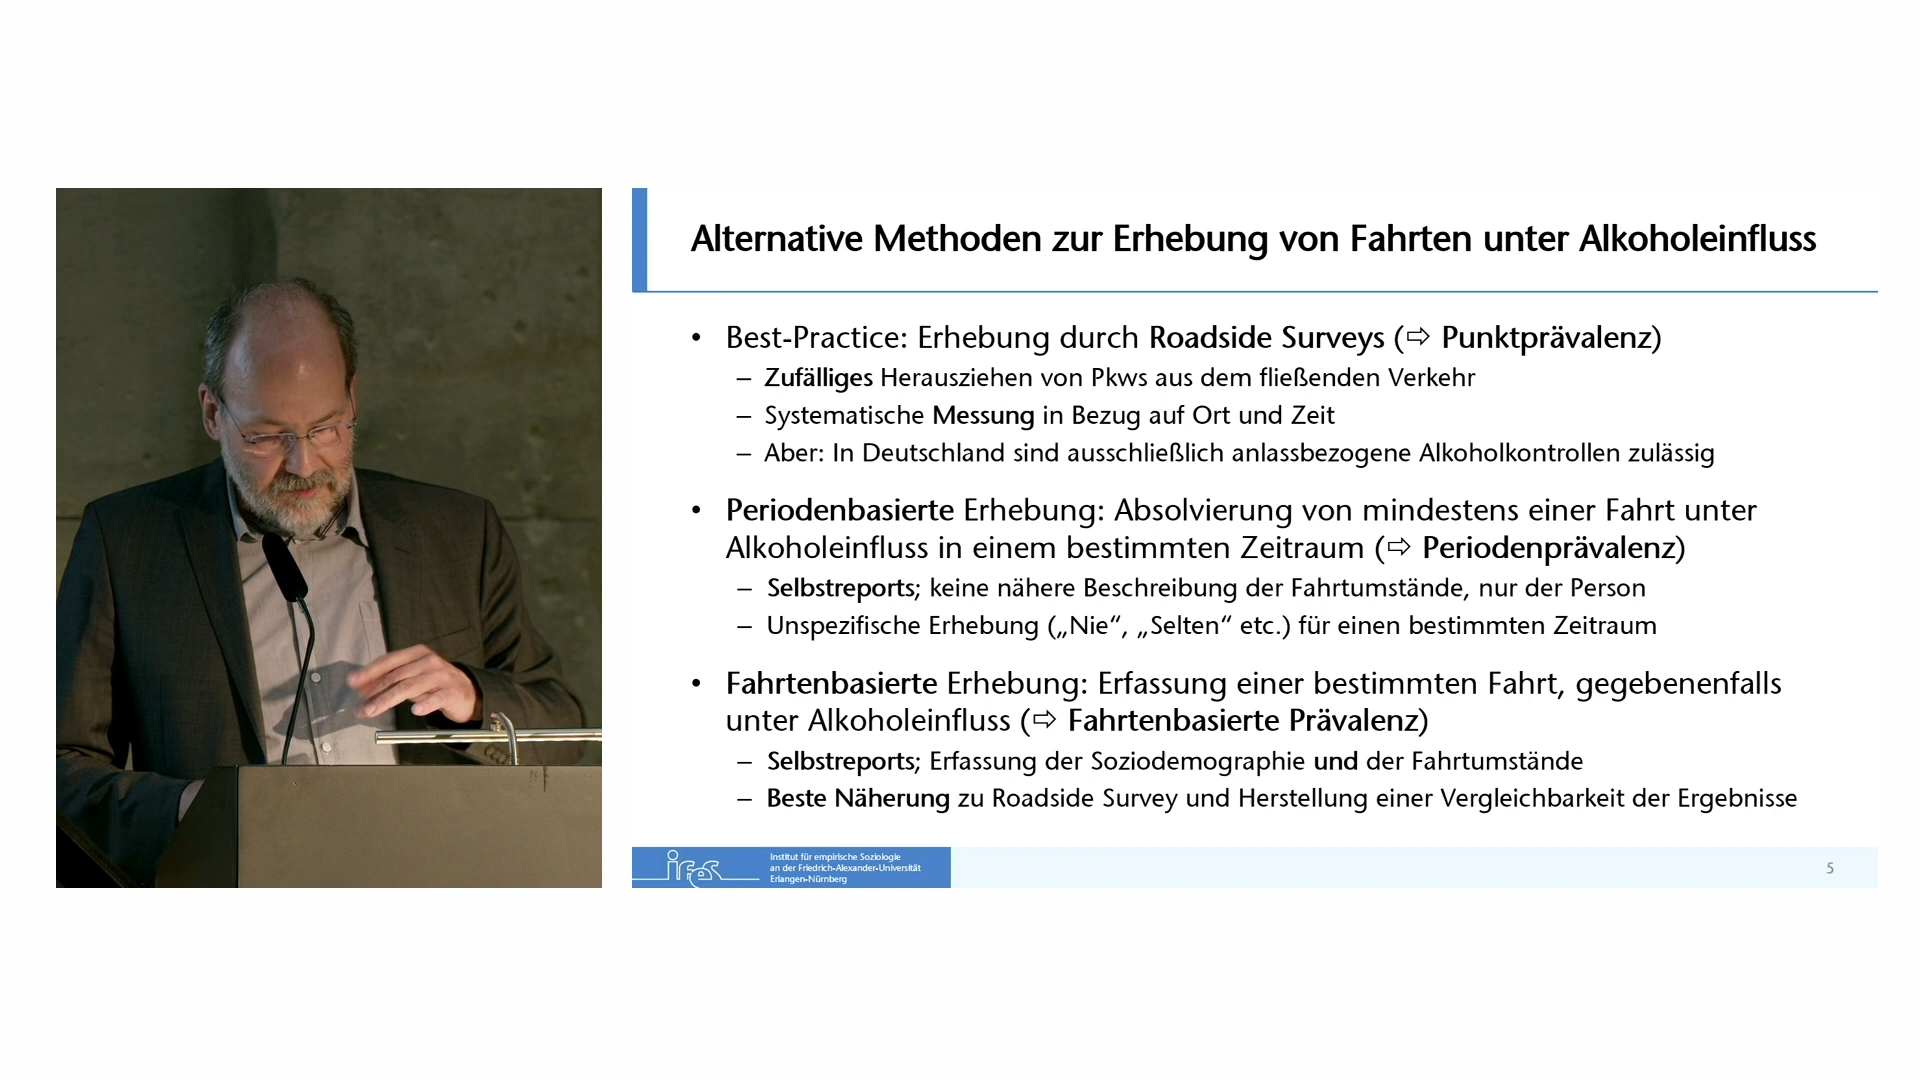 Alternative Methoden zur Erhebung von Fahrten unter Alkoholeinfluss
• Best-Practice: Erhebung durch Roadside Surveys (⇨ Punktprävalenz)
– Zufälliges Herausziehen von Pkws aus dem fließenden Verkehr
– Systematische Messung in Bezug auf Ort und Zeit
– Aber: In Deutschland sind ausschließlich anlassbezogene Alkoholkontrollen zulässig
• Periodenbasierte Erhebung: Absolvierung von mindestens einer Fahrt unter
Alkoholeinfluss in einem bestimmten Zeitraum (⇨ Periodenprävalenz)
– Selbstreports; keine nähere Beschreibung der Fahrtumstände, nur der Person
– Unspezifische Erhebung („Nie“, „Selten“ etc.) für einen bestimmten Zeitraum
• Fahrtenbasierte Erhebung: Erfassung einer bestimmten Fahrt, gegebenenfalls
unter Alkoholeinfluss (⇨ Fahrtenbasierte Prävalenz)
– Selbstreports; Erfassung der Soziodemographie und der Fahrtumstände
– Beste Näherung zu Roadside Survey und Herstellung einer Vergleichbarkeit der Ergebnisse
ifes
Institut für empirische Soziologie
an der Friedrich-Alexander-Universität
Erlangen-Nürnberg
5